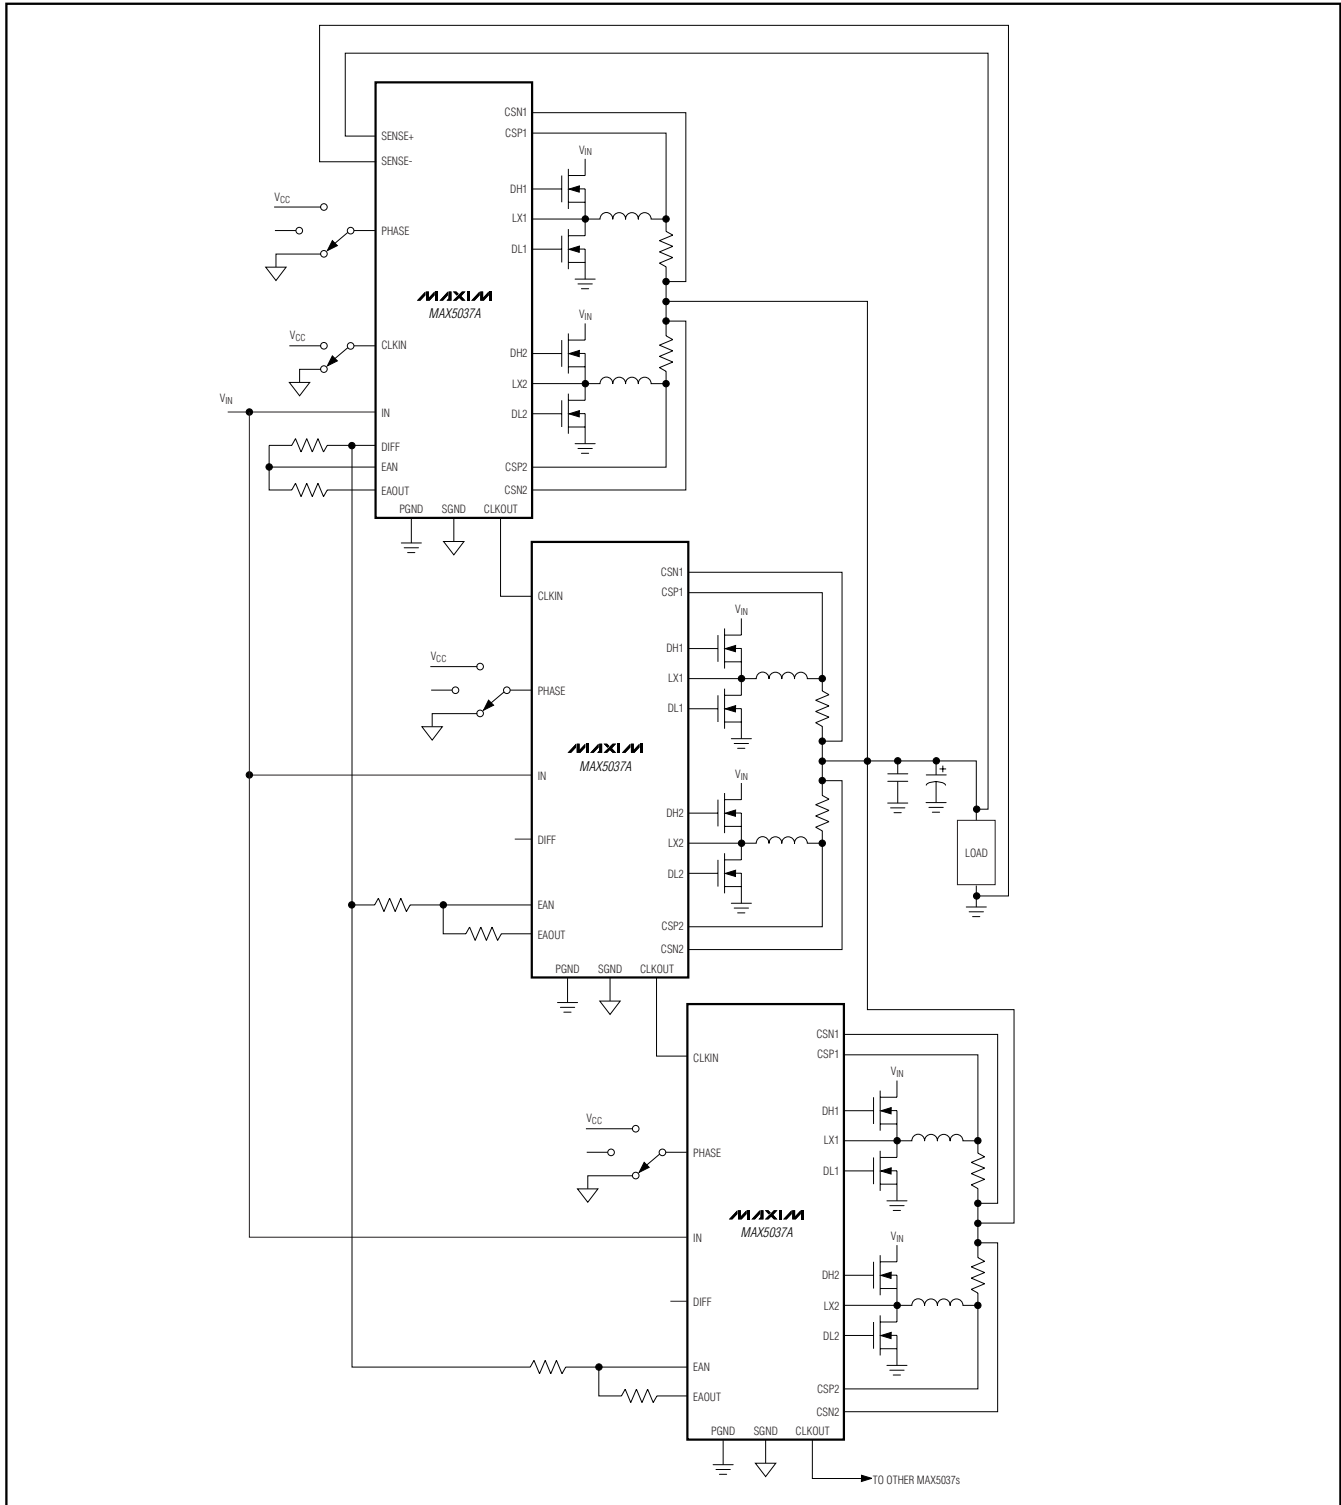 CSN1
CSP1
SENSE+
SENSE-
VIN
DH1
VCC
LX1
PHASE
DL1
MAXIM
MAX5037A
VIN
VCC
CLKIN
DH2
LX2
VIN
IN
DL2
DIFF
EAN
CSP2
EAOUT
CSN2
PGND SGND CLKOUT
CSN1
CSP1
CLKIN
VIN
DH1
VCC
LX1
PHASE
DL1
MAXIM
MAX5037A
VIN
IN
DH2
DIFF
LX2
LOAD
DL2
EAN
CSP2
EAOUT
CSN2
PGND SGND CLKOUT
CSN1
CSP1
CLKIN
VIN
DH1
VCC
LX1
PHASE
DL1
MAXIM
MAX5037A
VIN
IN
DH2
DIFF
LX2
DL2
EAN
CSP2
EAOUT
CSN2
PGND SGND CLKOUT
TO OTHER MAX5037s